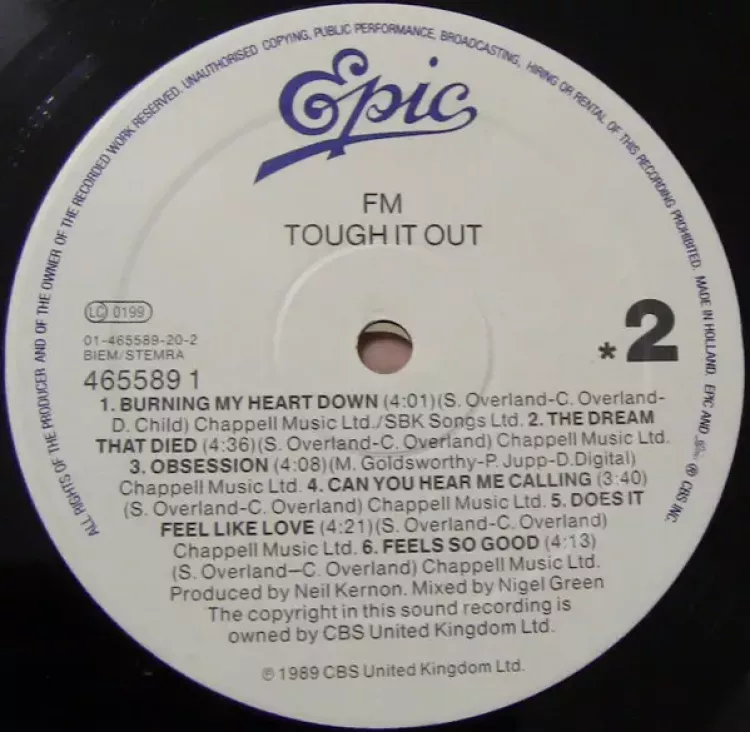 ALL RIGHTS OF THE PRODUCER AND OF THE OWNER OF THE RECORDED WORK RESERVED. UNAUTHORISED COPYING, PUBLIC PERFORMANCE, BROADCASTING, HIRING OR RENTAL OF THIS RECORDING PROHIBITED. MADE IN HOLLAND. EPIC AND ℗ CBS INC.
Epic
FM
TOUGH IT OUT
LC 0199
01-465589-20-2
BIEM/STEMRA
*2
465589 1
1. BURNING MY HEART DOWN (4:01)(S. Overland-C. Overland-
D. Child) Chappell Music Ltd./SBK Songs Ltd. 2. THE DREAM
THAT DIED (4:36)(S. Overland-C. Overland) Chappell Music Ltd.
3. OBSESSION (4:08)(M. Goldsworthy-P. Jupp-D.Digital)
Chappell Music Ltd. 4. CAN YOU HEAR ME CALLING (3:40)
(S. Overland-C. Overland) Chappell Music Ltd. 5. DOES IT
FEEL LIKE LOVE (4:21)(S. Overland-C. Overland)
Chappell Music Ltd. 6. FEELS SO GOOD (4:13)
(S. Overland–C. Overland) Chappell Music Ltd.
Produced by Neil Kernon. Mixed by Nigel Green
The copyright in this sound recording is
owned by CBS United Kingdom Ltd.
℗ 1989 CBS United Kingdom Ltd.